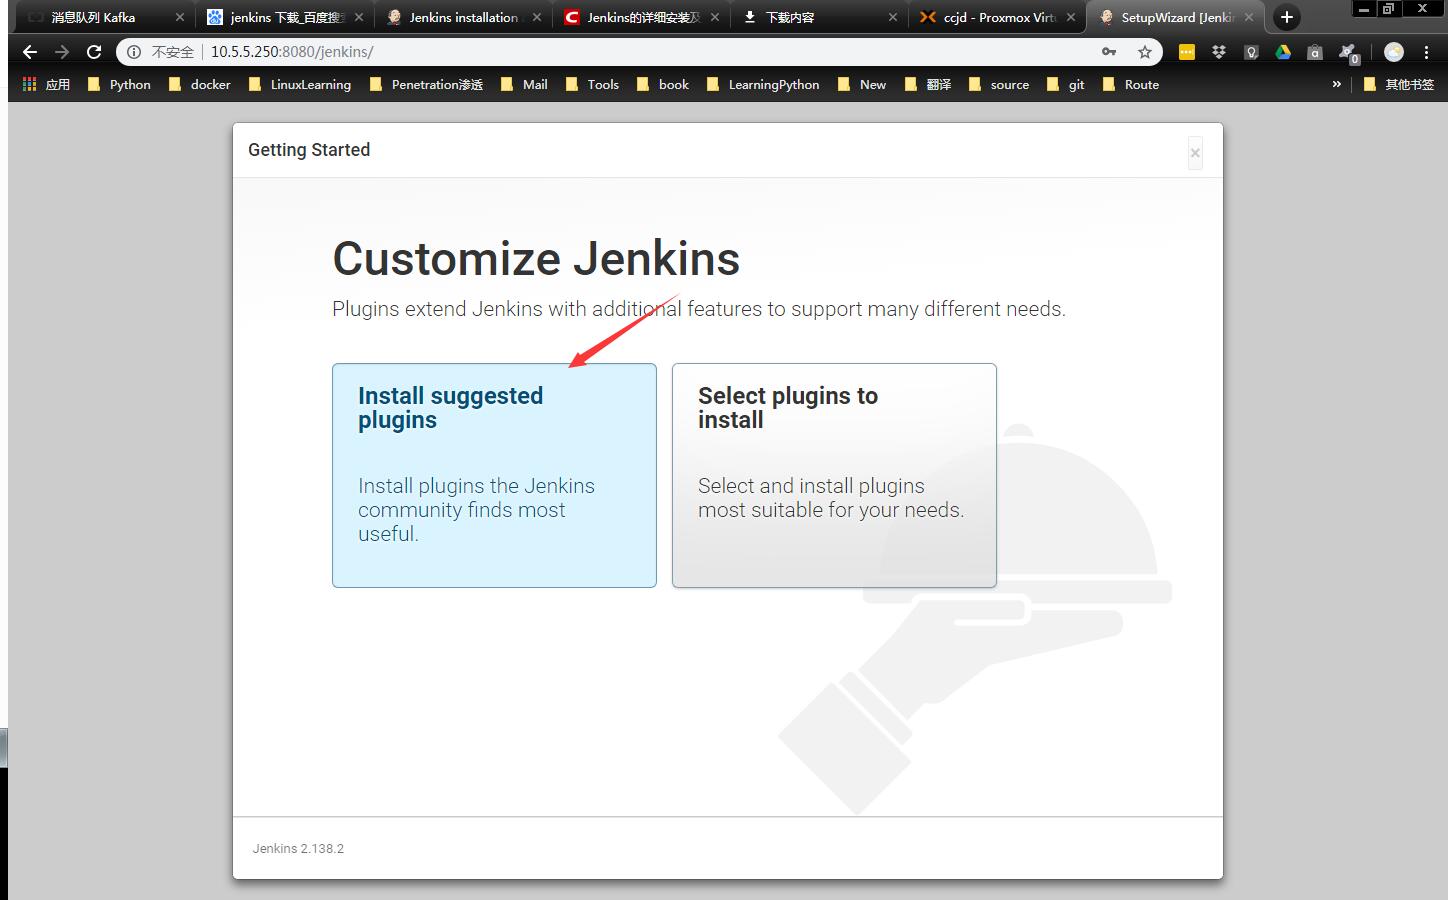 消息队列 Kafka
jenkins 下载_百度搜
Jenkins installation
Jenkins的详细安装及
下载内容
ccjd - Proxmox Virtu
SetupWizard [Jenki
不安全
10.5.5.250:8080/jenkins/
0
应用
Python
docker
LinuxLearning
Penetration渗透
Mail
Tools
book
LearningPython
New
翻译
source
git
Route
»
其他书签
Getting Started
×
Customize Jenkins
Plugins extend Jenkins with additional features to support many different needs.
Install suggested
plugins
Install plugins the Jenkins
community finds most
useful.
Select plugins to
install
Select and install plugins
most suitable for your needs.
Jenkins 2.138.2